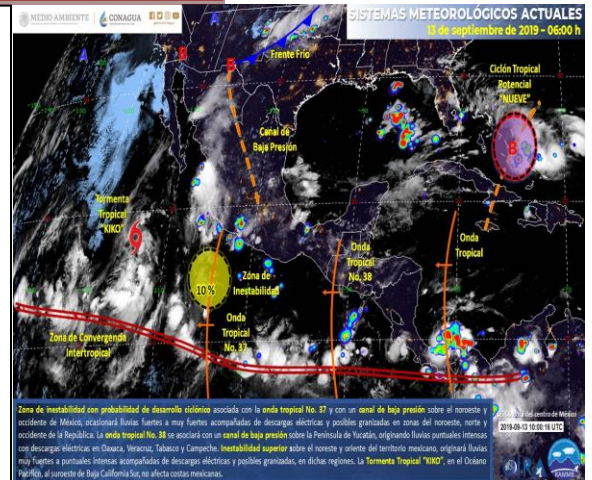 MEDIO AMBIENTE
CONAGUA
SISTEMAS METEOROLÓGICOS ACTUALES
13 de septiembre de 2019 - 06:00 h
A
A
B
B
Frente Frío
Ciclón Tropical
Potencial
"NUEVE"
B
Canal de
Baja Presión
Tormenta
Tropical
"KIKO"
Onda
Tropical
No. 38
Onda
Tropical
10 %
Zona de
Inestabilidad
Onda
Tropical
No. 37
Zona de Convergencia
Intertropical
Zona de inestabilidad con probabilidad de desarrollo ciclónico asociada con la onda tropical No. 37 y con un canal de baja presión sobre el noroeste y
occidente de México, ocasionará lluvias fuertes a muy fuertes acompañadas de descargas eléctricas y posibles granizadas en zonas del noroeste, norte y
occidente de la República. La onda tropical No. 38 se asociará con un canal de baja presión sobre la Península de Yucatán, originando lluvias puntuales intensas
con descargas eléctricas en Oaxaca, Veracruz, Tabasco y Campeche. Inestabilidad superior sobre el noreste y oriente del territorio mexicano, originará lluvias
muy fuertes a puntuales intensas acompañadas de descargas eléctricas y posibles granizadas, en dichas regiones. La Tormenta Tropical "KIKO", en el Océano
Pacífico, al suroeste de Baja California Sur, no afecta costas mexicanas.
del centro de México
2019-09-13 10:00:16 UTC
CIRA
RAMMB